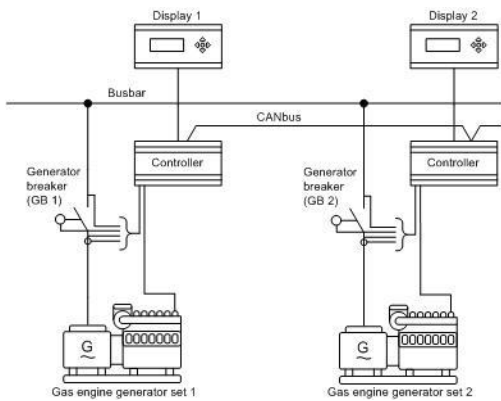 Display 1
Display 2
Busbar
CANbus
Controller
Controller
Generator
breaker
(GB 1)
Generator
breaker
(GB 2)
G
G
Gas engine generator set 1
Gas engine generator set 2